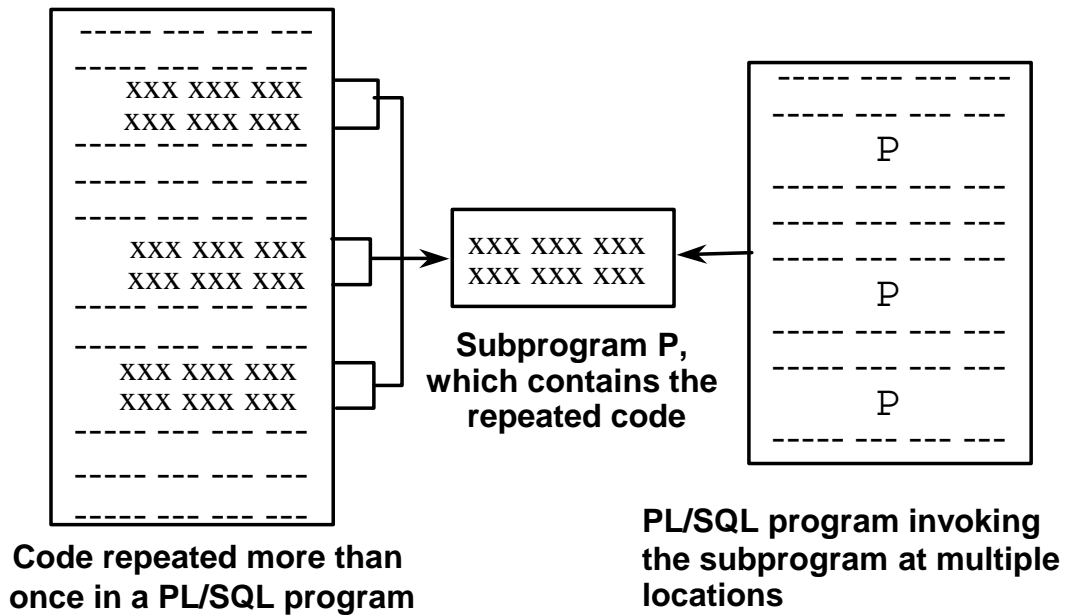 ----- --- --- ---
----- --- --- ---
xxx xxx xxx
xxx xxx xxx
----- --- --- ---
----- --- --- ---
----- --- --- ---
xxx xxx xxx
xxx xxx xxx
----- --- --- ---
----- --- --- ---
xxx xxx xxx
xxx xxx xxx
----- --- --- ---
----- --- --- ---
----- --- --- ---
Code repeated more than
once in a PL/SQL program
xxx xxx xxx
xxx xxx xxx
Subprogram P,
which contains the
repeated code
----- --- --- ---
----- --- --- ---
P
----- --- --- ---
----- --- --- ---
----- --- --- ---
P
----- --- --- ---
----- --- --- ---
P
----- --- --- ---
PL/SQL program invoking
the subprogram at multiple
locations